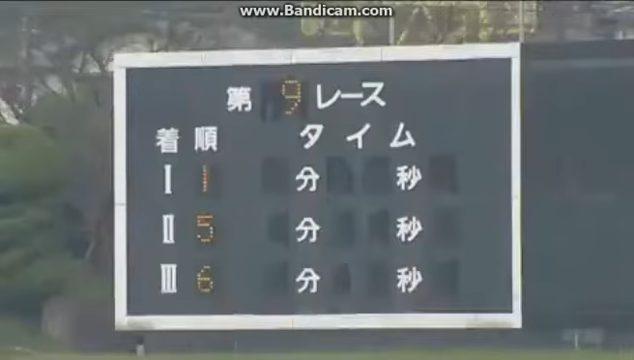 www.Bandicam.com
第 9 レース
着 順 タイム
Ⅰ 1 分 秒
Ⅱ 5 分 秒
Ⅲ 6 分 秒